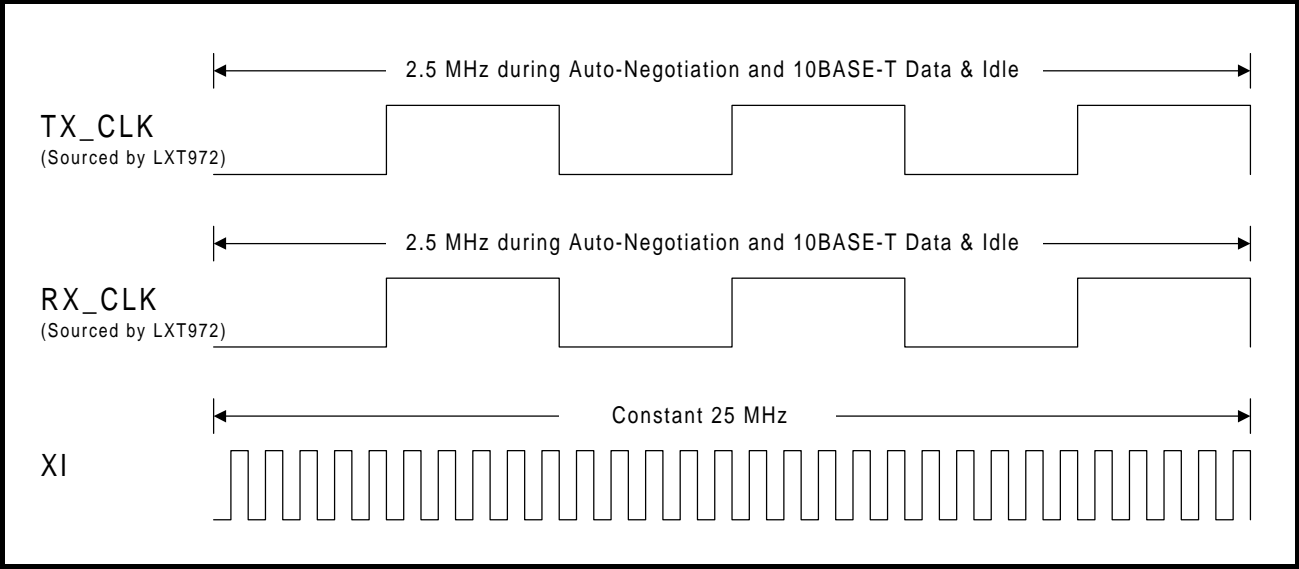 2.5 MHz during Auto-Negotiation and 10BASE-T Data & Idle
TX_CLK
(Sourced by LXT972)
2.5 MHz during Auto-Negotiation and 10BASE-T Data & Idle
RX_CLK
(Sourced by LXT972)
Constant 25 MHz
XI